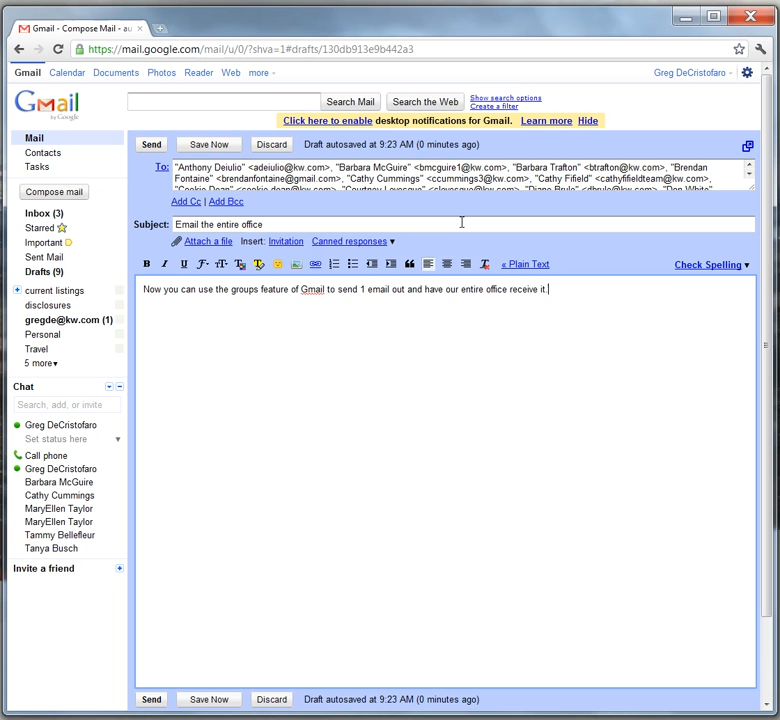 Gmail - Compose Mail - au
https://mail.google.com/mail/u/0/?shva=1#drafts/130db913e9b442a3
Gmail Calendar Documents Photos Reader Web more Greg DeCristofaro
Gmail by Google
Search Mail Search the Web Show search options
Create a filter
Click here to enable desktop notifications for Gmail. Learn more Hide
Mail
Contacts
Tasks
Compose mail
Inbox (3)
Starred
Important
Sent Mail
Drafts (9)
current listings
disclosures
gregde@kw.com (1)
Personal
Travel
5 more▾
Chat
Search, add, or invite
Greg DeCristofaro
Set status here
Call phone
Greg DeCristofaro
Barbara McGuire
Cathy Cummings
MaryEllen Taylor
MaryEllen Taylor
Tammy Bellefleur
Tanya Busch
Invite a friend
Send Save Now Discard Draft autosaved at 9:23 AM (0 minutes ago)
To: "Anthony Deiulio" <adeiulio@kw.com>, "Barbara McGuire" <bmcguire1@kw.com>, "Barbara Trafton" <btrafton@kw.com>, "Brendan
Fontaine" <brendanfontaine@gmail.com>, "Cathy Cummings" <ccummings3@kw.com>, "Cathy Fifield" <cathyfifieldteam@kw.com>,
Add Cc | Add Bcc
Subject: Email the entire office
Attach a file Insert: Invitation Canned responses ▾
B I U « Plain Text Check Spelling ▾
Now you can use the groups feature of Gmail to send 1 email out and have our entire office receive it.
Send Save Now Discard Draft autosaved at 9:23 AM (0 minutes ago)